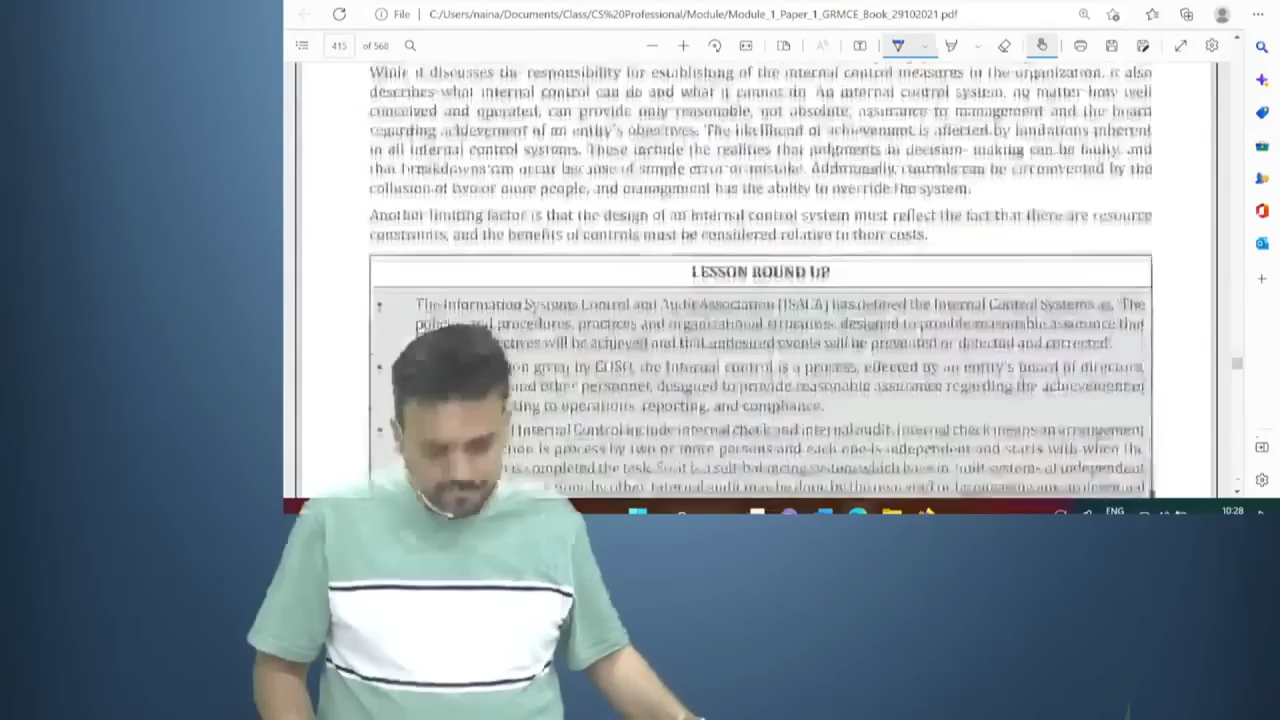 File C:/Users/naina/Documents/Class/CS%20Professional/Module/Module_1_Paper_1_GRMCE_Book_29102021.pdf
415 of 560
While it discusses the responsibility for establishing of the internal control measures in the organization, it also
describes what internal control can do and what it cannot do. An internal control system, no matter how well
conceived and operated, can provide only reasonable, not absolute, assurance to management and the board
regarding achievement of an entity's objectives. The likelihood of achievement is affected by limitations inherent
in all internal control systems. These include the realities that judgments in decision- making can be faulty, and
that breakdowns can occur because of simple error or mistake. Additionally, controls can be circumvented by the
collusion of two or more people, and management has the ability to override the system.
Another limiting factor is that the design of an internal control system must reflect the fact that there are resource
constraints, and the benefits of controls must be considered relative to their costs.
LESSON ROUND UP
• The Information Systems Control and Audit Association (ISACA) has defined the Internal Control Systems as, 'The
and procedures, practices and organizational structures, designed to provide reasonable assurance that
will be achieved and that undesired events will be prevented or detected and corrected'.
• given by COSO, the Internal control is a process, effected by an entity's board of directors,
and other personnel, designed to provide reasonable assurance regarding the achievement of
to operations, reporting, and compliance.
• Internal Control include internal check and internal audit. Internal check means an arrangement
is process by two or more persons and each one is independent and starts with when the
completed the task. So it is a self-balancing system which have in built system of independent
by other. Internal audit may be done by the
ENG
10:28